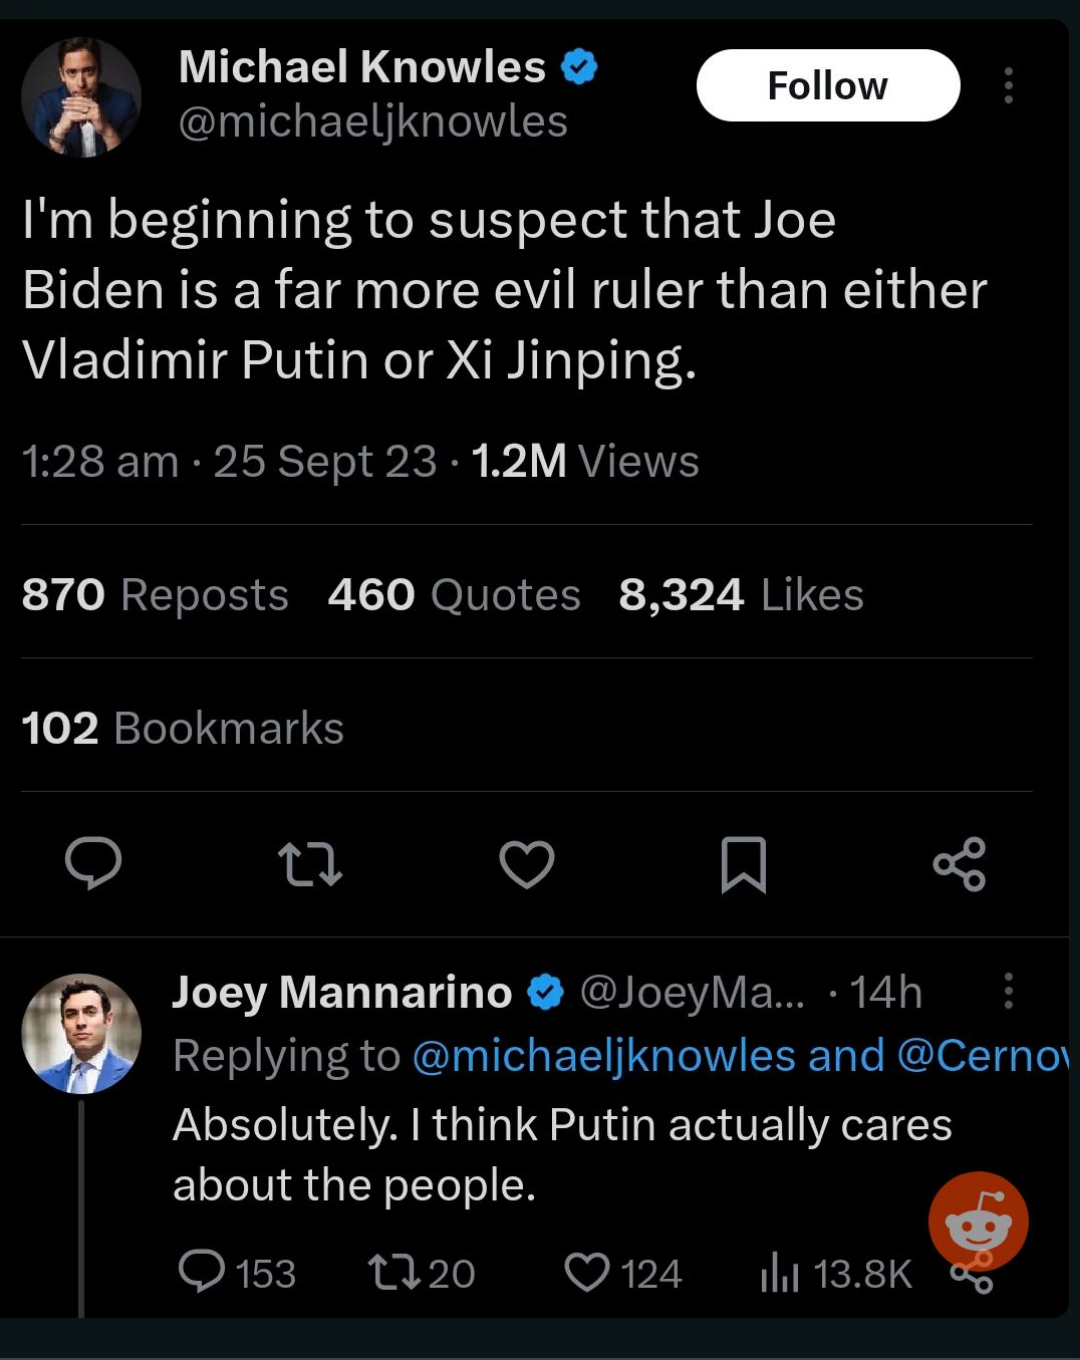 Michael Knowles
@michaeljknowles
Follow
I'm beginning to suspect that Joe
Biden is a far more evil ruler than either
Vladimir Putin or Xi Jinping.
1:28 am · 25 Sept 23 · 1.2M Views
870 Reposts 460 Quotes 8,324 Likes
102 Bookmarks
Joey Mannarino @JoeyMa... · 14h
Replying to @michaeljknowles and @Cernov
Absolutely. I think Putin actually cares
about the people.
153 20 124 13.8K